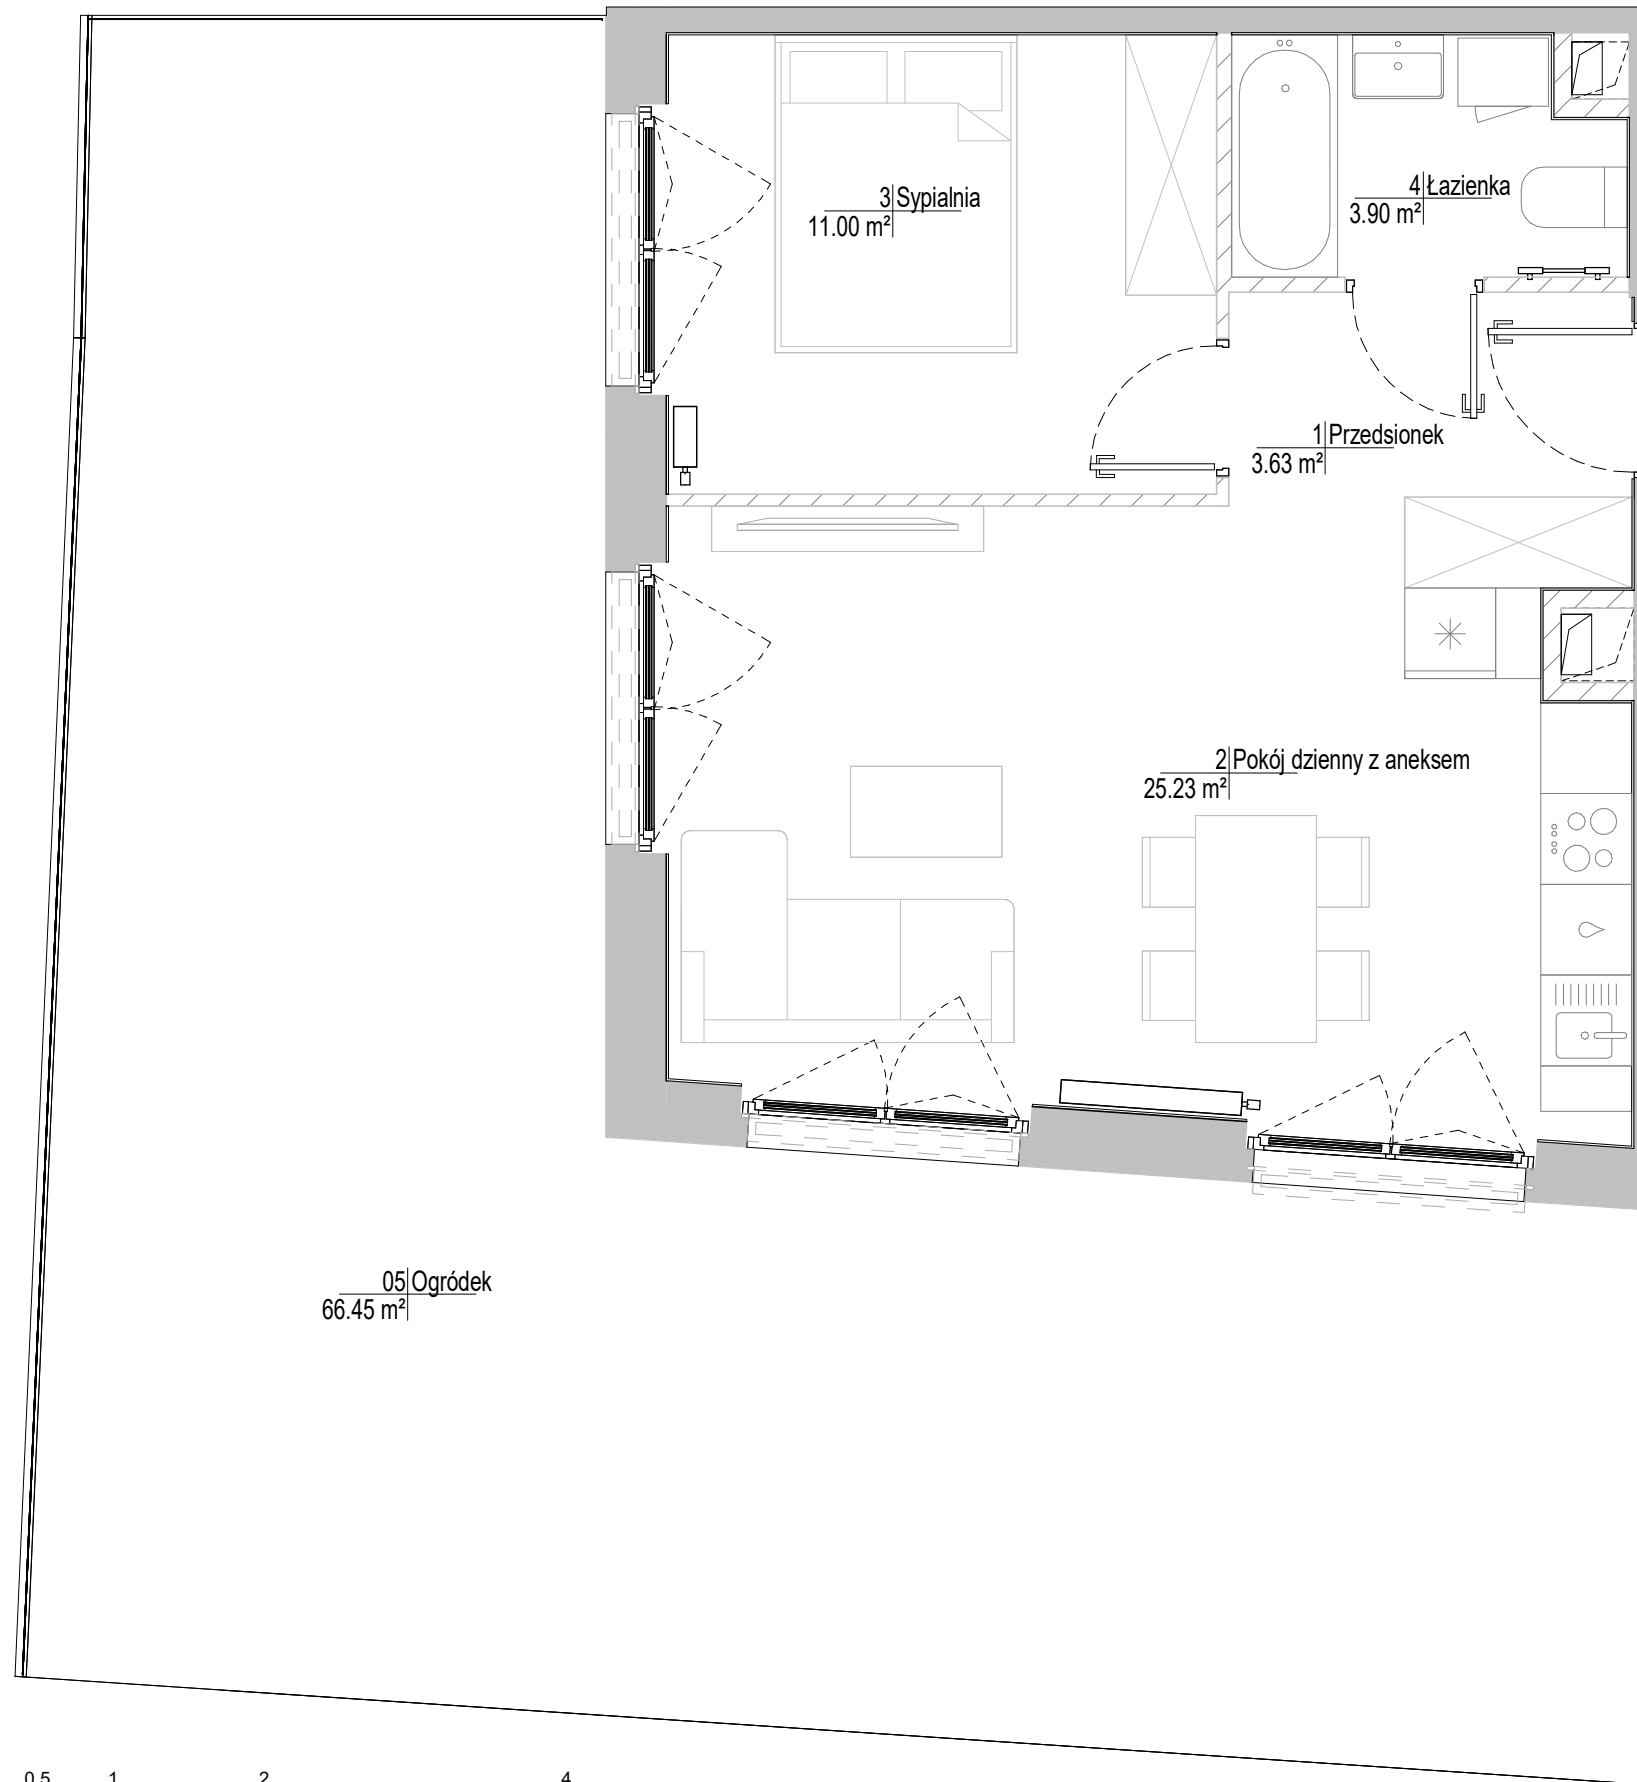 3 Sypialnia
11.00 m²
4 Łazienka
3.90 m²
1 Przedsionek
3.63 m²
2 Pokój dzienny z aneksem
25.23 m²
05 Ogródek
66.45 m²
0.5 1 2 4